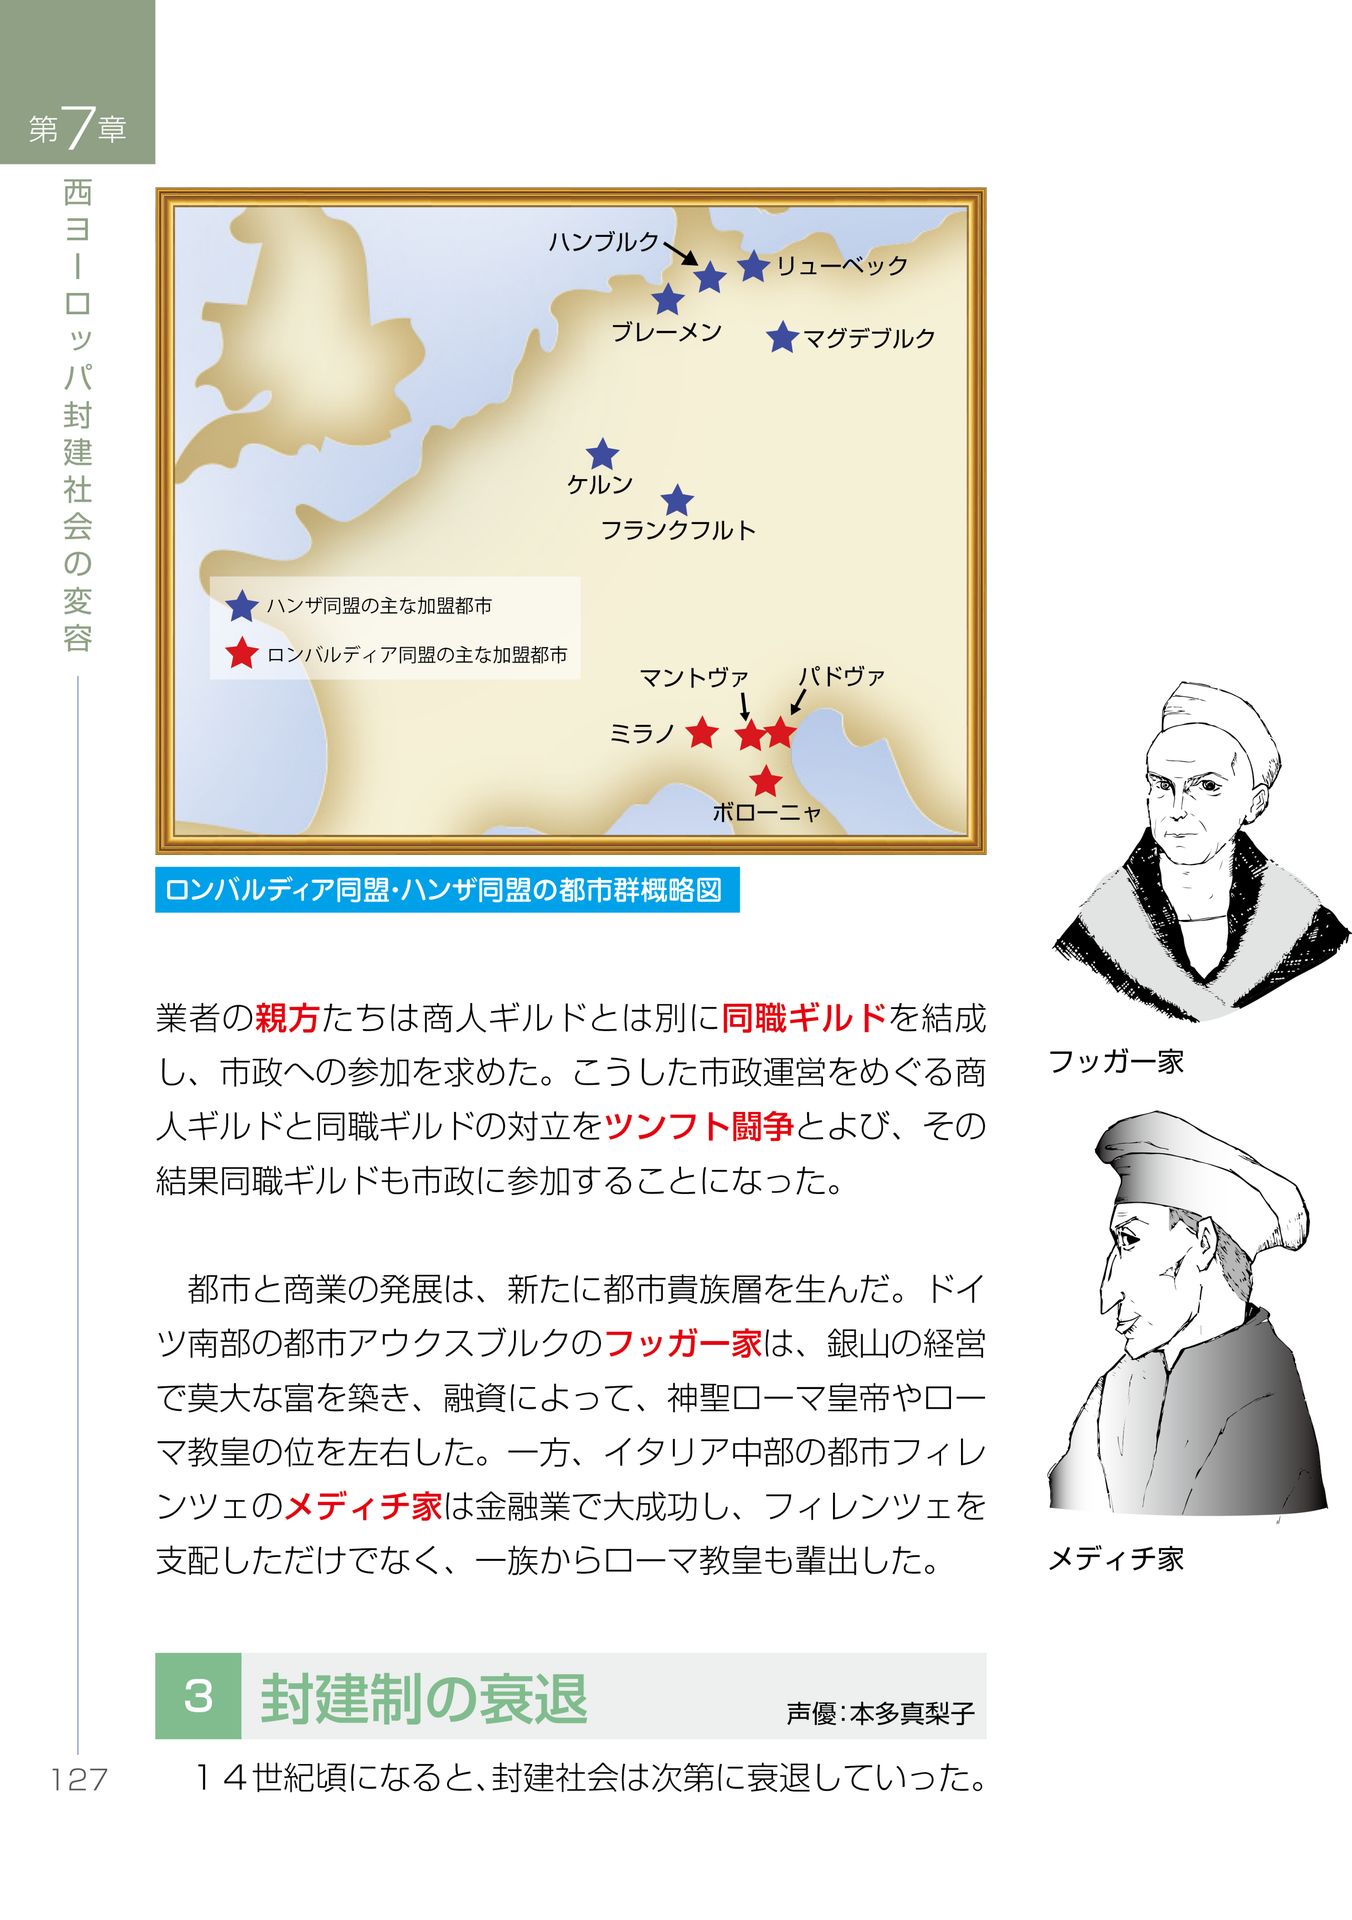 第7章
西ヨーロッパ封建社会の変容
ハンブルク
リューベック
ブレーメン
マグデブルク
ケルン
フランクフルト
ハンザ同盟の主な加盟都市
ロンバルディア同盟の主な加盟都市
マントヴァ
パドヴァ
ミラノ
ボローニャ
ロンバルディア同盟・ハンザ同盟の都市群概略図
業者の親方たちは商人ギルドとは別に同職ギルドを結成
し、市政への参加を求めた。こうした市政運営をめぐる商
人ギルドと同職ギルドの対立をツンフト闘争とよび、その
結果同職ギルドも市政に参加することになった。
都市と商業の発展は、新たに都市貴族層を生んだ。ドイ
ツ南部の都市アウクスブルクのフッガー家は、銀山の経営
で莫大な富を築き、融資によって、神聖ローマ皇帝やロー
マ教皇の位を左右した。一方、イタリア中部の都市フィレ
ンツェのメディチ家は金融業で大成功し、フィレンツェを
支配しただけでなく、一族からローマ教皇も輩出した。
フッガー家
メディチ家
3 封建制の衰退
声優：本多真梨子
１４世紀頃になると、封建社会は次第に衰退していった。
127